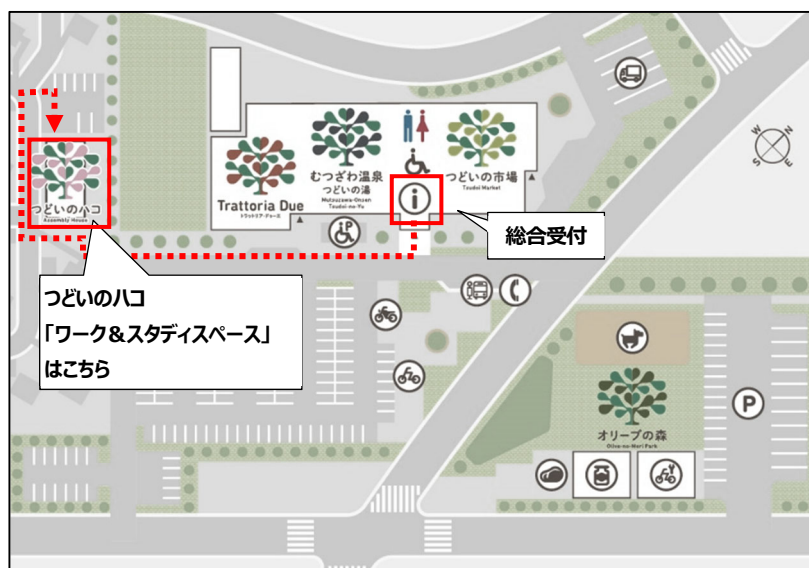 Trattoria Due
トラットリア・ドゥーエ
むつざわ温泉
つどいの湯
Mutsuzawa-Onsen
Tsudoi-no-Yu
つどいの市場
Tsudoi Market
i
総合受付
つどいのハコ
Assembly House
P
W
N
S
E
つどいのハコ
「ワーク&スタディスペース」
はこちら
オリーブの森
Olive-no-Mori Park
P